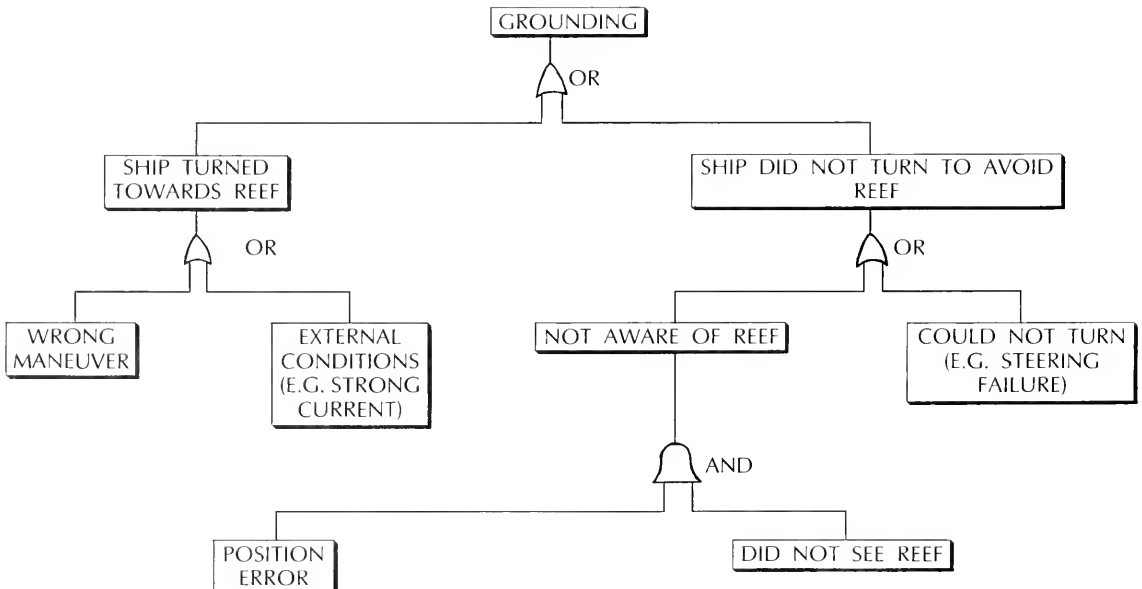 GROUNDING
OR
SHIP TURNED
TOWARDS REEF
SHIP DID NOT TURN TO AVOID
REEF
OR
OR
WRONG
MANEUVER
EXTERNAL
CONDITIONS
(E.G. STRONG
CURRENT)
NOT AWARE OF REEF
COULD NOT TURN
(E.G. STEERING
FAILURE)
AND
POSITION
ERROR
DID NOT SEE REEF